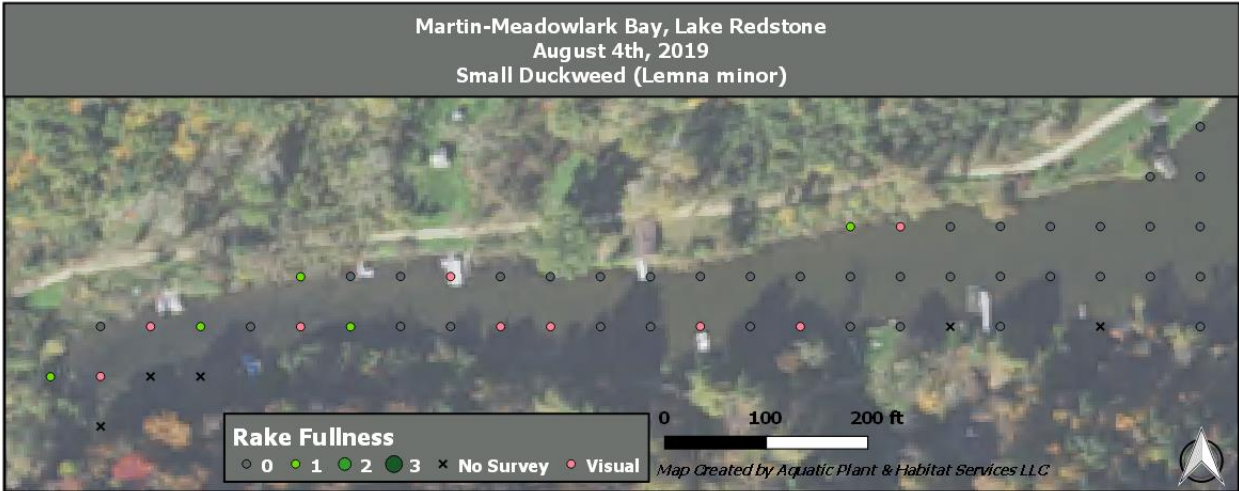 Martin-Meadowlark Bay, Lake Redstone
August 4th, 2019
Small Duckweed (Lemna minor)
Rake Fullness
0 1 2 3 × No Survey Visual
0 100 200 ft
Map Created by Aquatic Plant & Habitat Services LLC